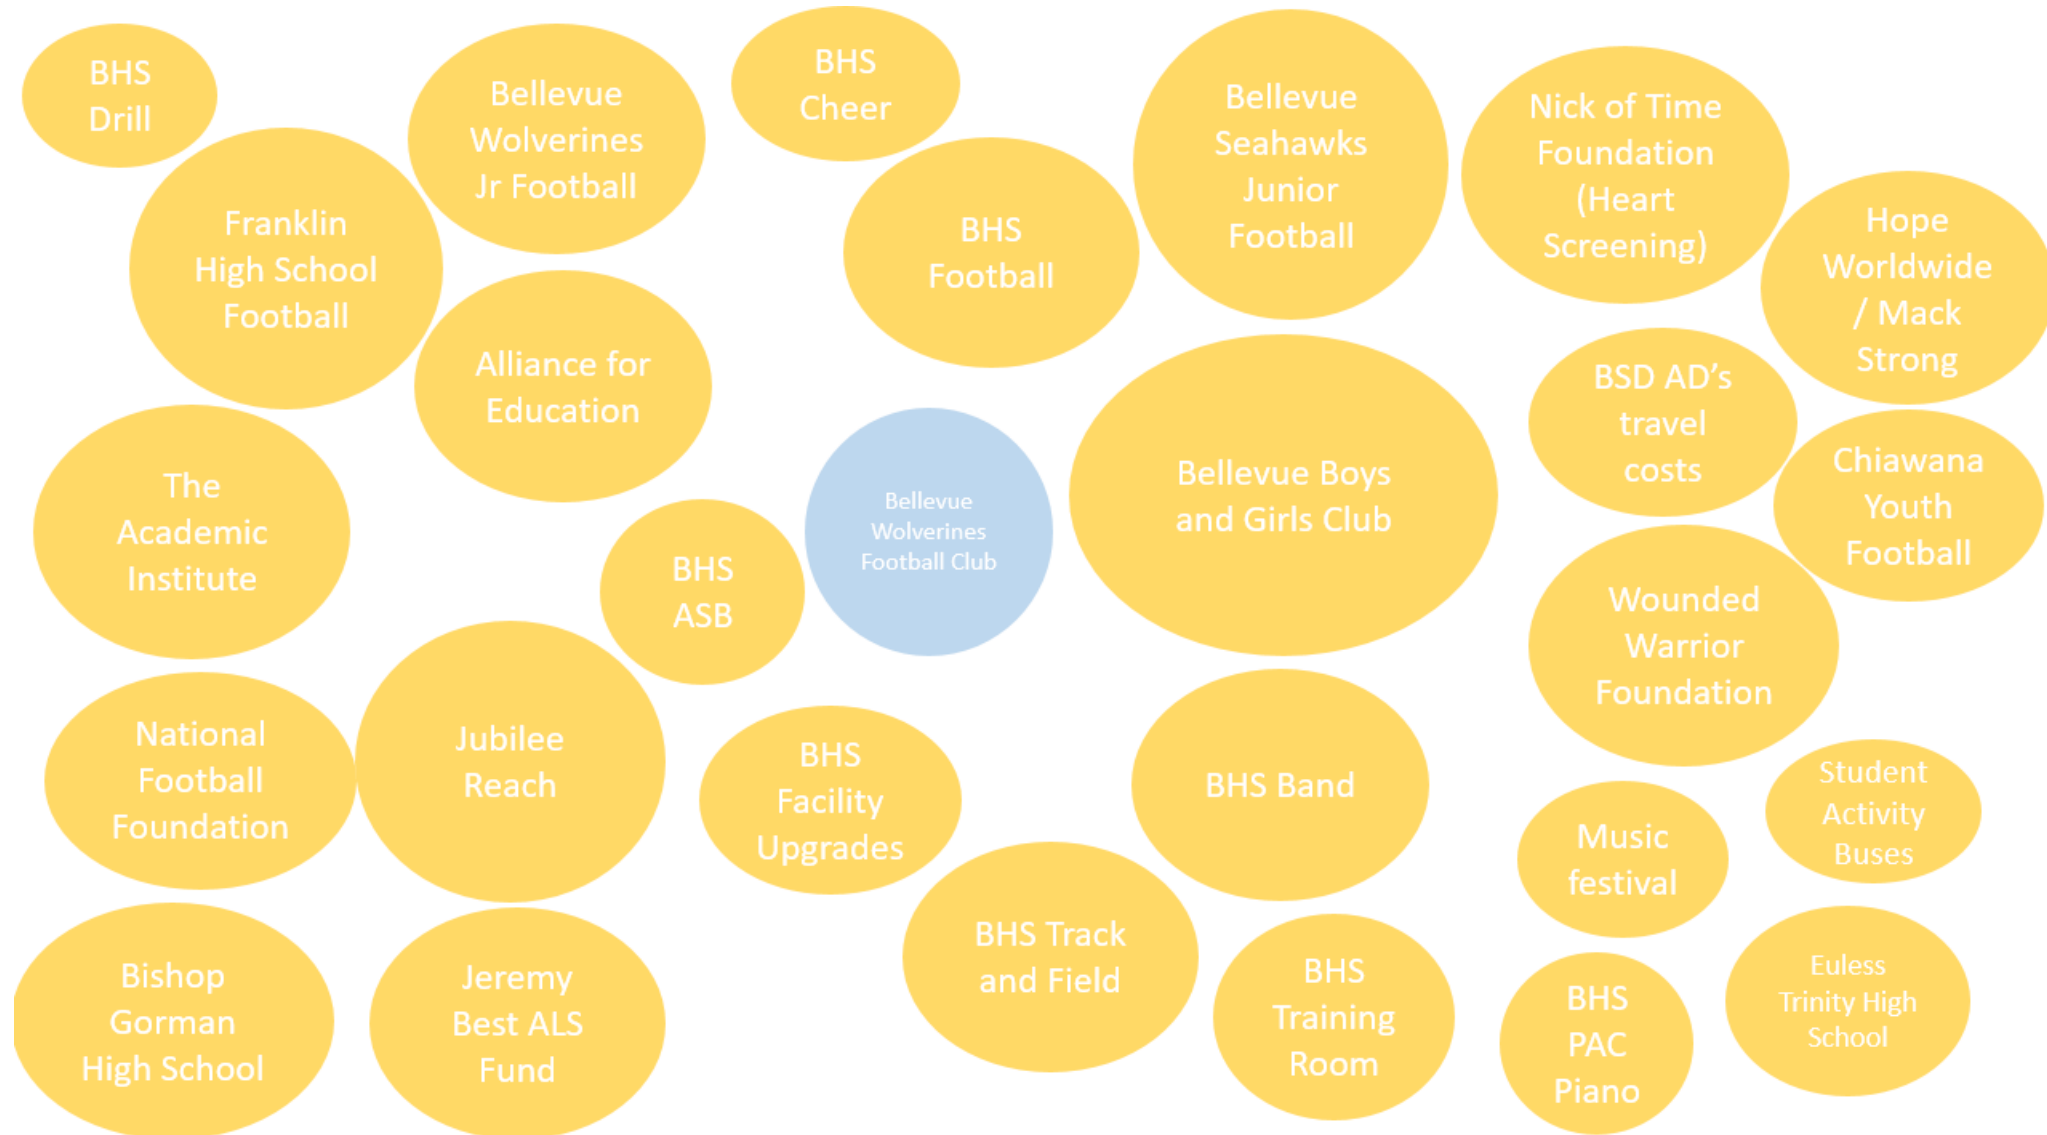 BHS
Drill
Bellevue
Wolverines
Jr Football
BHS
Cheer
Bellevue
Seahawks
Junior
Football
Nick of Time
Foundation
(Heart
Screening)
Franklin
High School
Football
BHS
Football
Hope
Worldwide
/ Mack
Strong
Alliance for
Education
BSD AD’s
travel
costs
The
Academic
Institute
Bellevue
Wolverines
Football Club
Bellevue Boys
and Girls Club
Chiawana
Youth
Football
BHS
ASB
Wounded
Warrior
Foundation
National
Football
Foundation
Jubilee
Reach
BHS
Facility
Upgrades
BHS Band
Student
Activity
Buses
Music
festival
BHS Track
and Field
Bishop
Gorman
High School
Jeremy
Best ALS
Fund
BHS
Training
Room
BHS
PAC
Piano
Euless
Trinity High
School